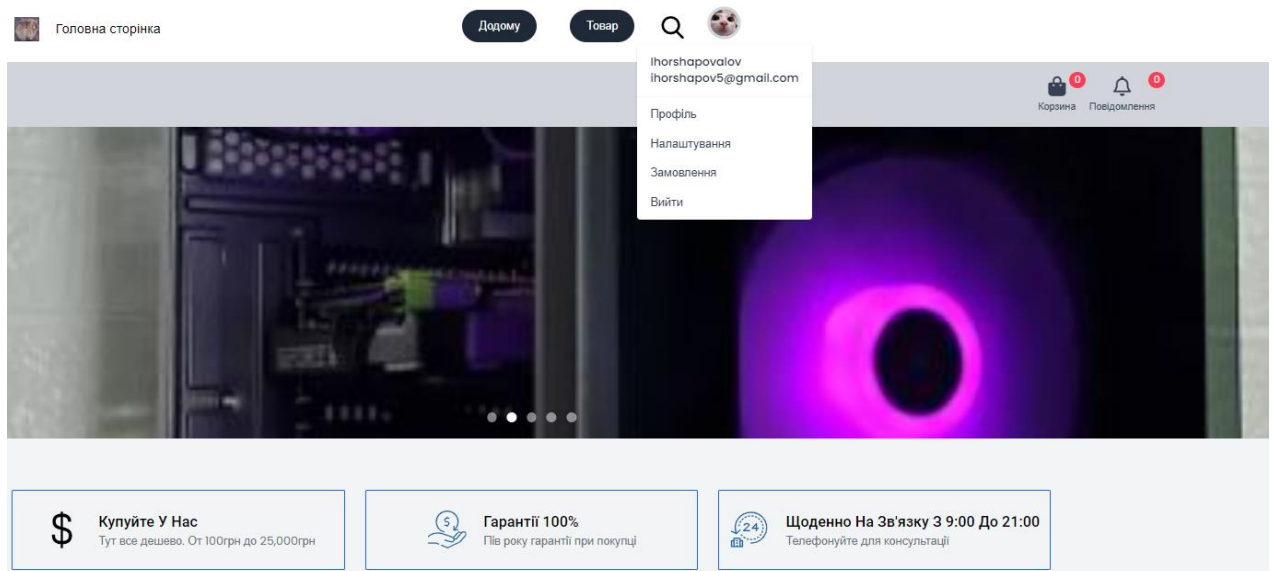 Головна сторінка
Додому
Товар
Ihorshapovalov
ihorshapov5@gmail.com
Профіль
Налаштування
Замовлення
Вийти
0
0
Корзина
Повідомлення
$
Купуйте У Нас
Тут все дешево. От 100грн до 25,000грн
$
Гарантії 100%
Пів року гарантії при покупці
24
Щоденно На Зв'язку З 9:00 До 21:00
Телефонуйте для консультації